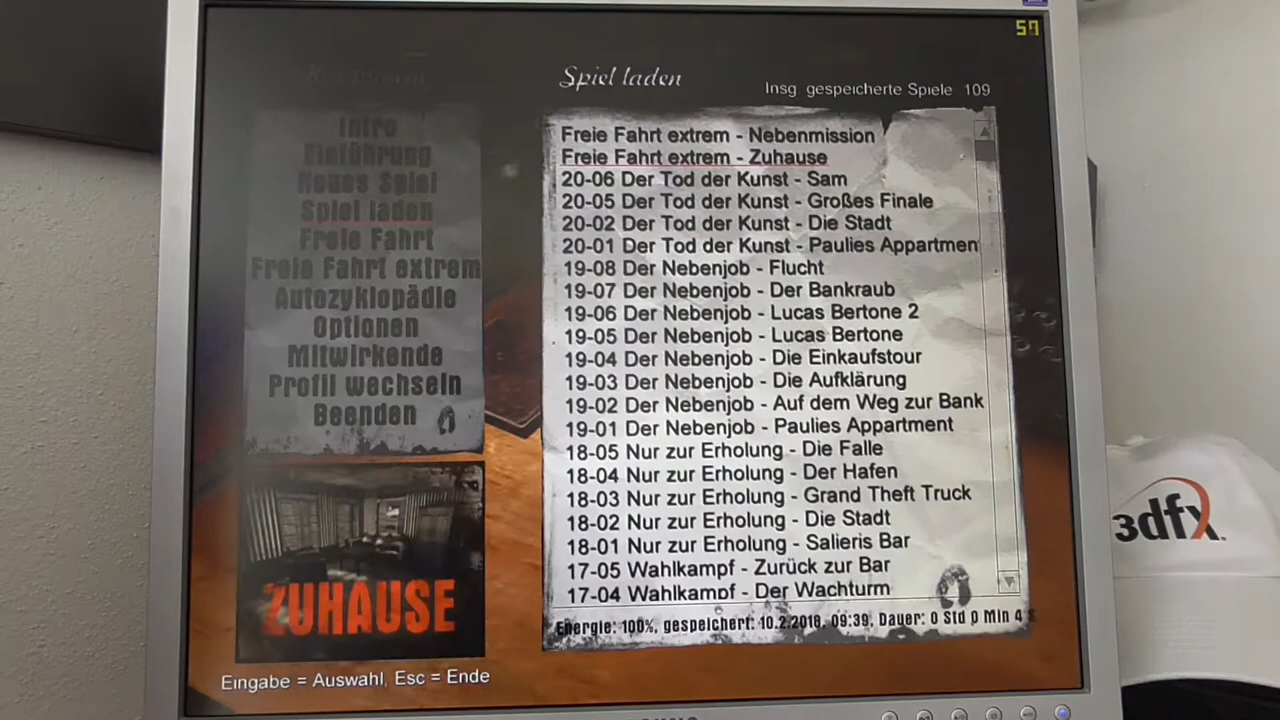 57
Spiel laden
Insg. gespeicherte Spiele 109
Intro
Einführung
Neues Spiel
Spiel laden
Freie Fahrt
Freie Fahrt extrem
Autozyklopädie
Optionen
Mitwirkende
Profil wechseln
Beenden
Freie Fahrt extrem - Nebenmission
Freie Fahrt extrem - Zuhause
20-06 Der Tod der Kunst - Sam
20-05 Der Tod der Kunst - Großes Finale
20-02 Der Tod der Kunst - Die Stadt
20-01 Der Tod der Kunst - Paulies Appartmen
19-08 Der Nebenjob - Flucht
19-07 Der Nebenjob - Der Bankraub
19-06 Der Nebenjob - Lucas Bertone 2
19-05 Der Nebenjob - Lucas Bertone
19-04 Der Nebenjob - Die Einkaufstour
19-03 Der Nebenjob - Die Aufklärung
19-02 Der Nebenjob - Auf dem Weg zur Bank
19-01 Der Nebenjob - Paulies Appartment
18-05 Nur zur Erholung - Die Falle
18-04 Nur zur Erholung - Der Hafen
18-03 Nur zur Erholung - Grand Theft Truck
18-02 Nur zur Erholung - Die Stadt
18-01 Nur zur Erholung - Salieris Bar
17-05 Wahlkampf - Zurück zur Bar
17-04 Wahlkampf - Der Wachturm
Energie: 100%, gespeichert: 10.2.2018, 09:39, Dauer: 0 Std 0 Min 4 s
ZUHAUSE
Eingabe = Auswahl, Esc = Ende
3dfx